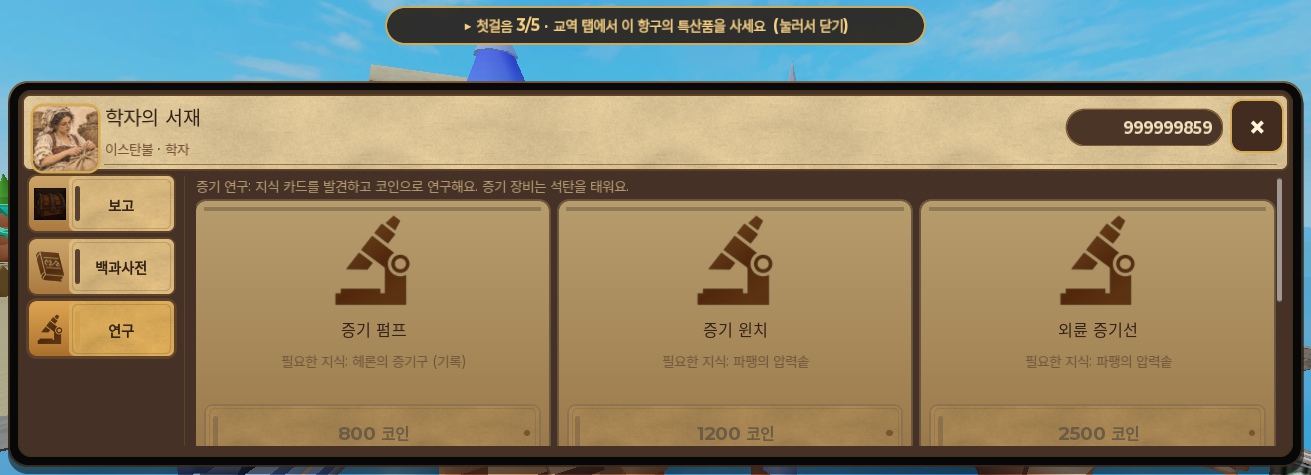 ▸ 첫걸음 3/5 · 교역 탭에서 이 항구의 특산품을 사세요 (눌러서 닫기)
학자의 서재
이스탄불 · 학자
999999859
×
보고
백과사전
연구
증기 연구: 지식 카드를 발견하고 코인으로 연구해요. 증기 장비는 석탄을 태워요.
증기 펌프
필요한 지식: 헤론의 증기구 (기록)
800 코인
증기 윈치
필요한 지식: 파팽의 압력솥
1200 코인
외륜 증기선
필요한 지식: 파팽의 압력솥
2500 코인